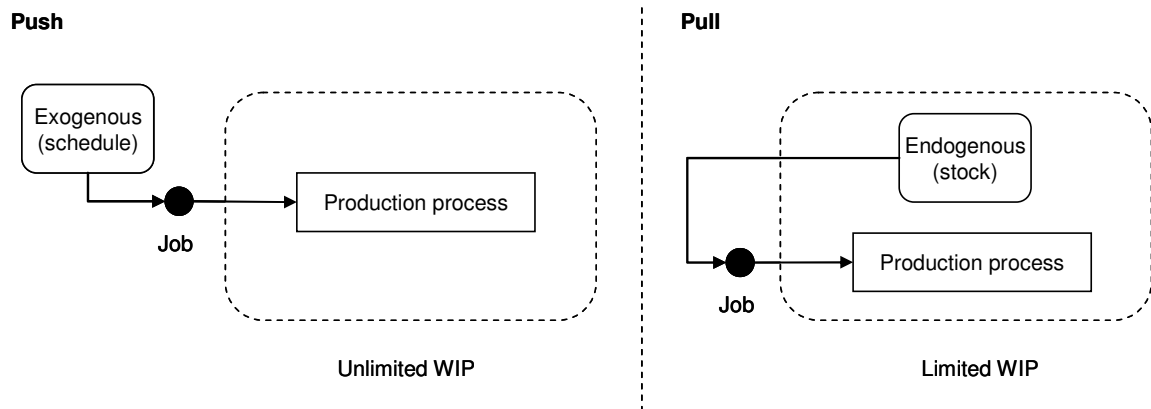 Push
Exogenous
(schedule)
Job
Production process
Unlimited WIP
Pull
Endogenous
(stock)
Job
Production process
Limited WIP